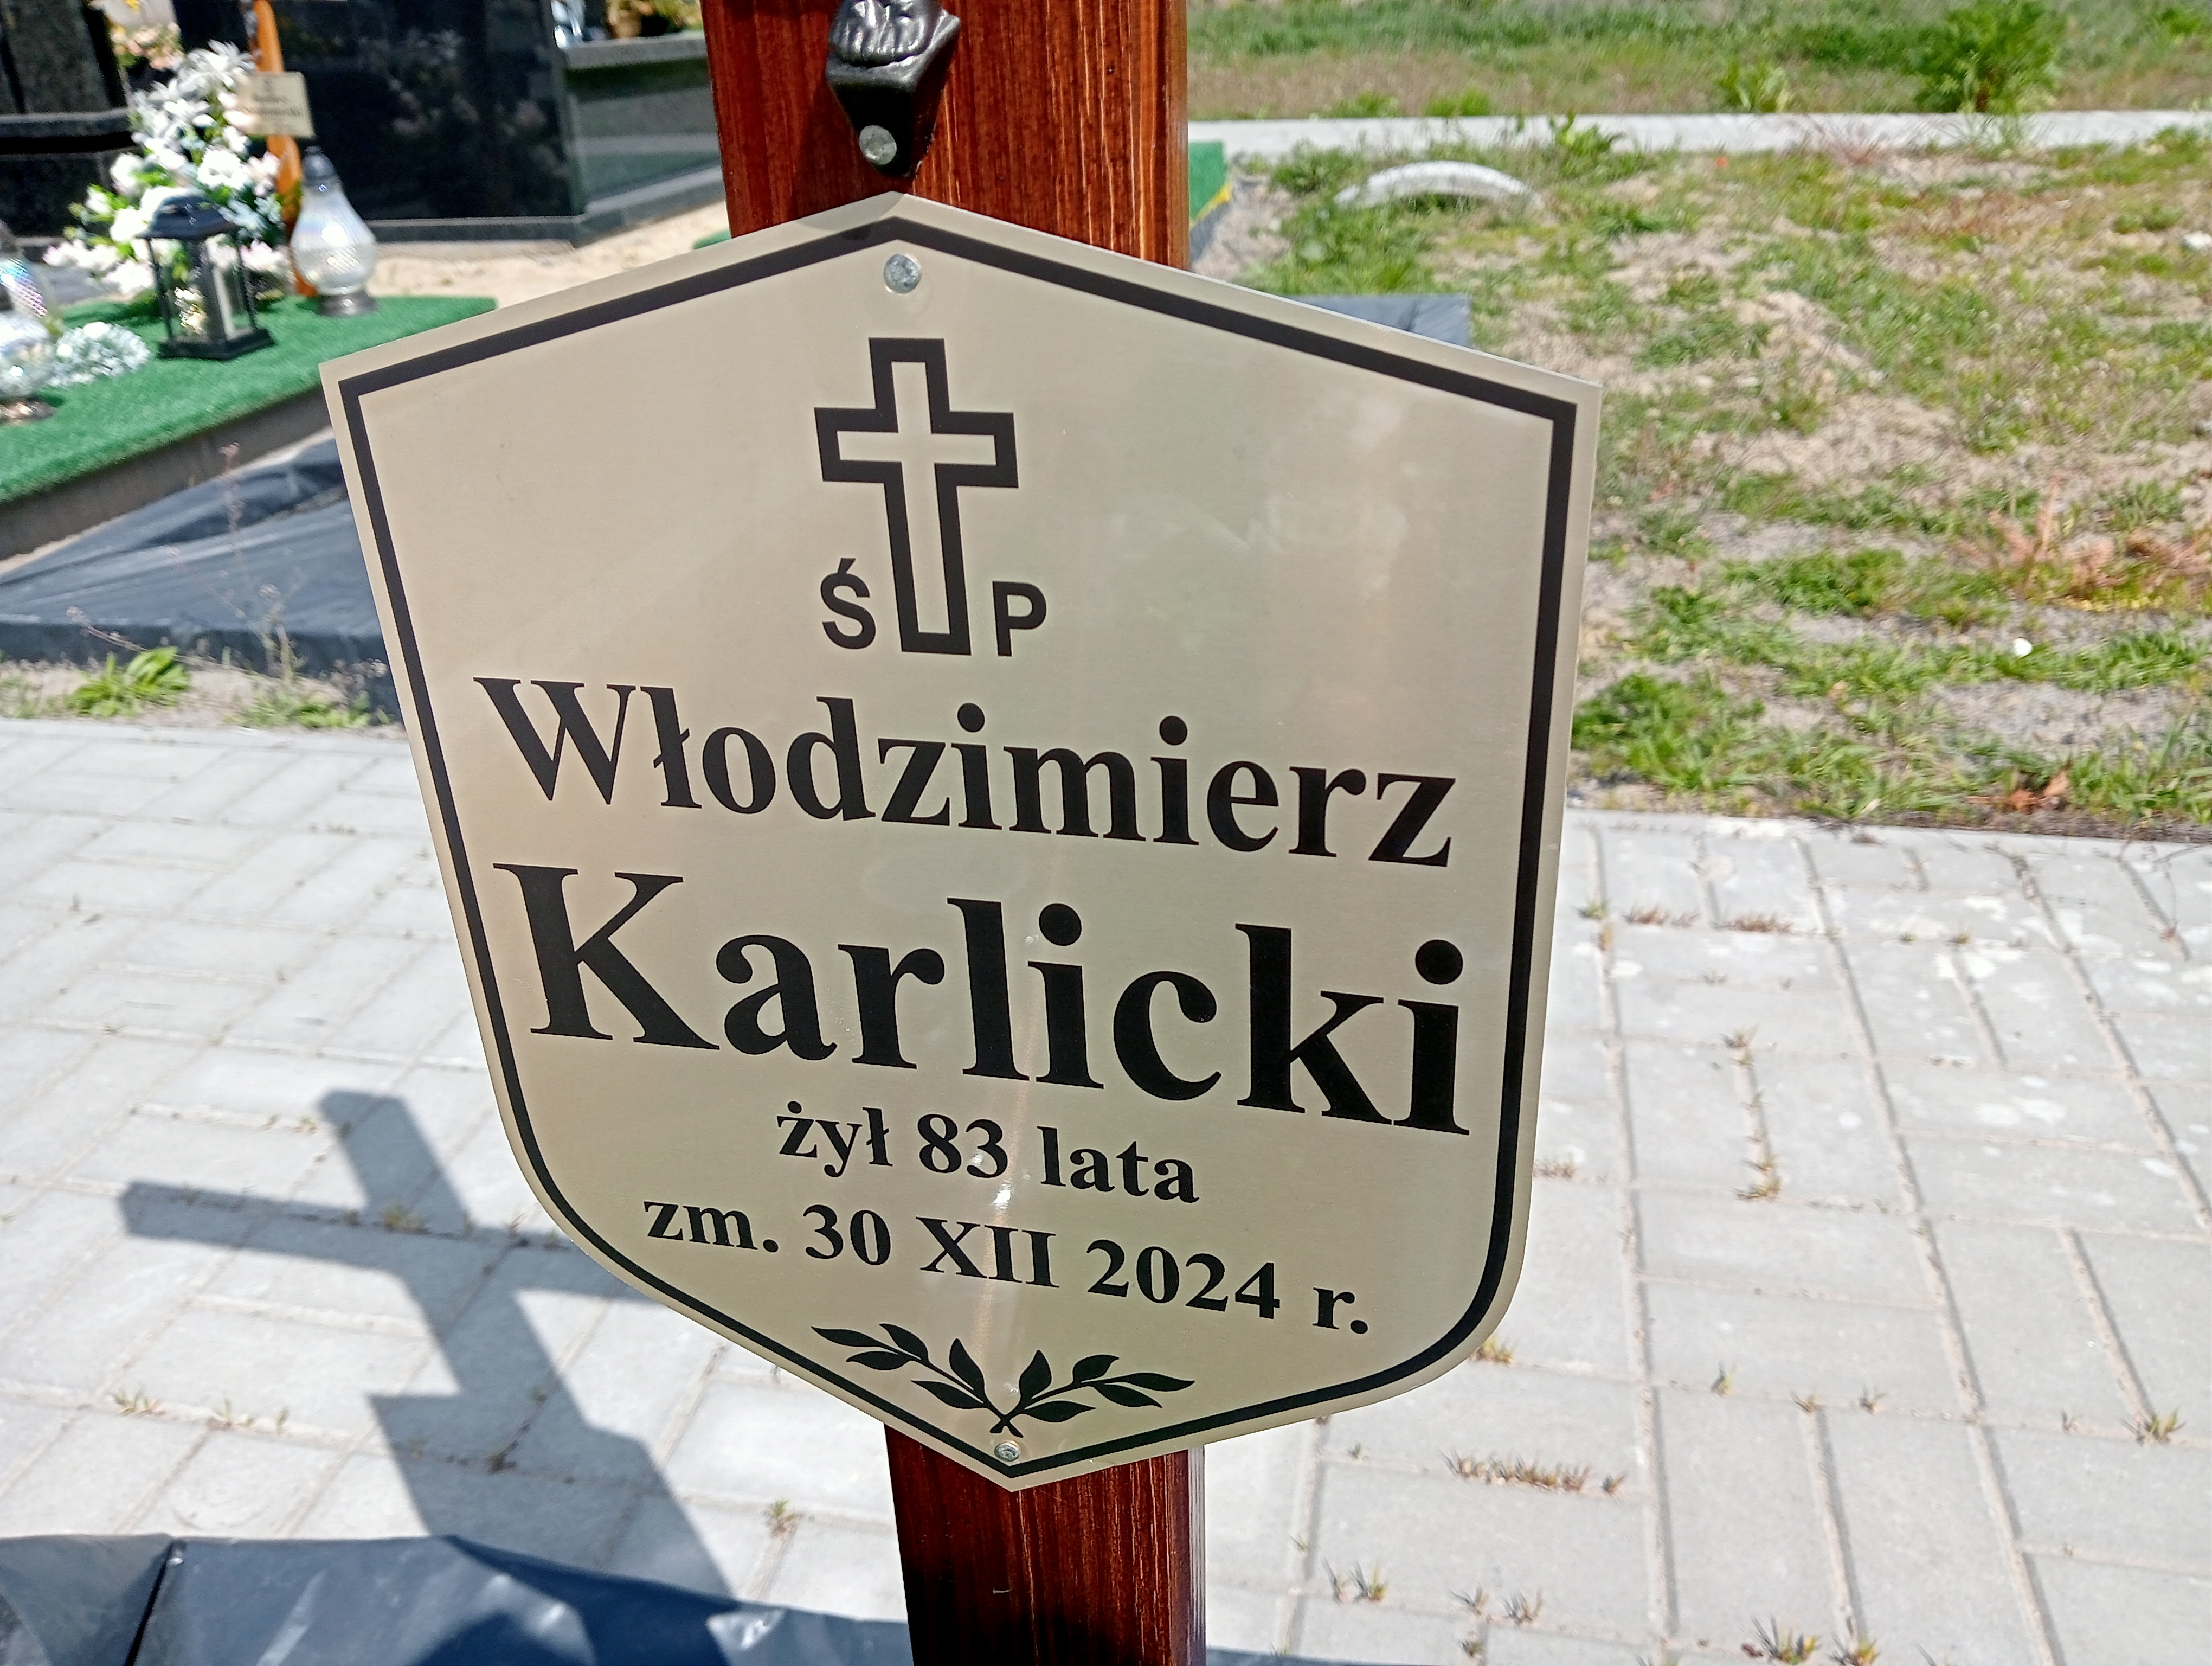 Ś P
Włodzimierz
Karlicki
żył 83 lata
zm. 30 XII 2024 r.